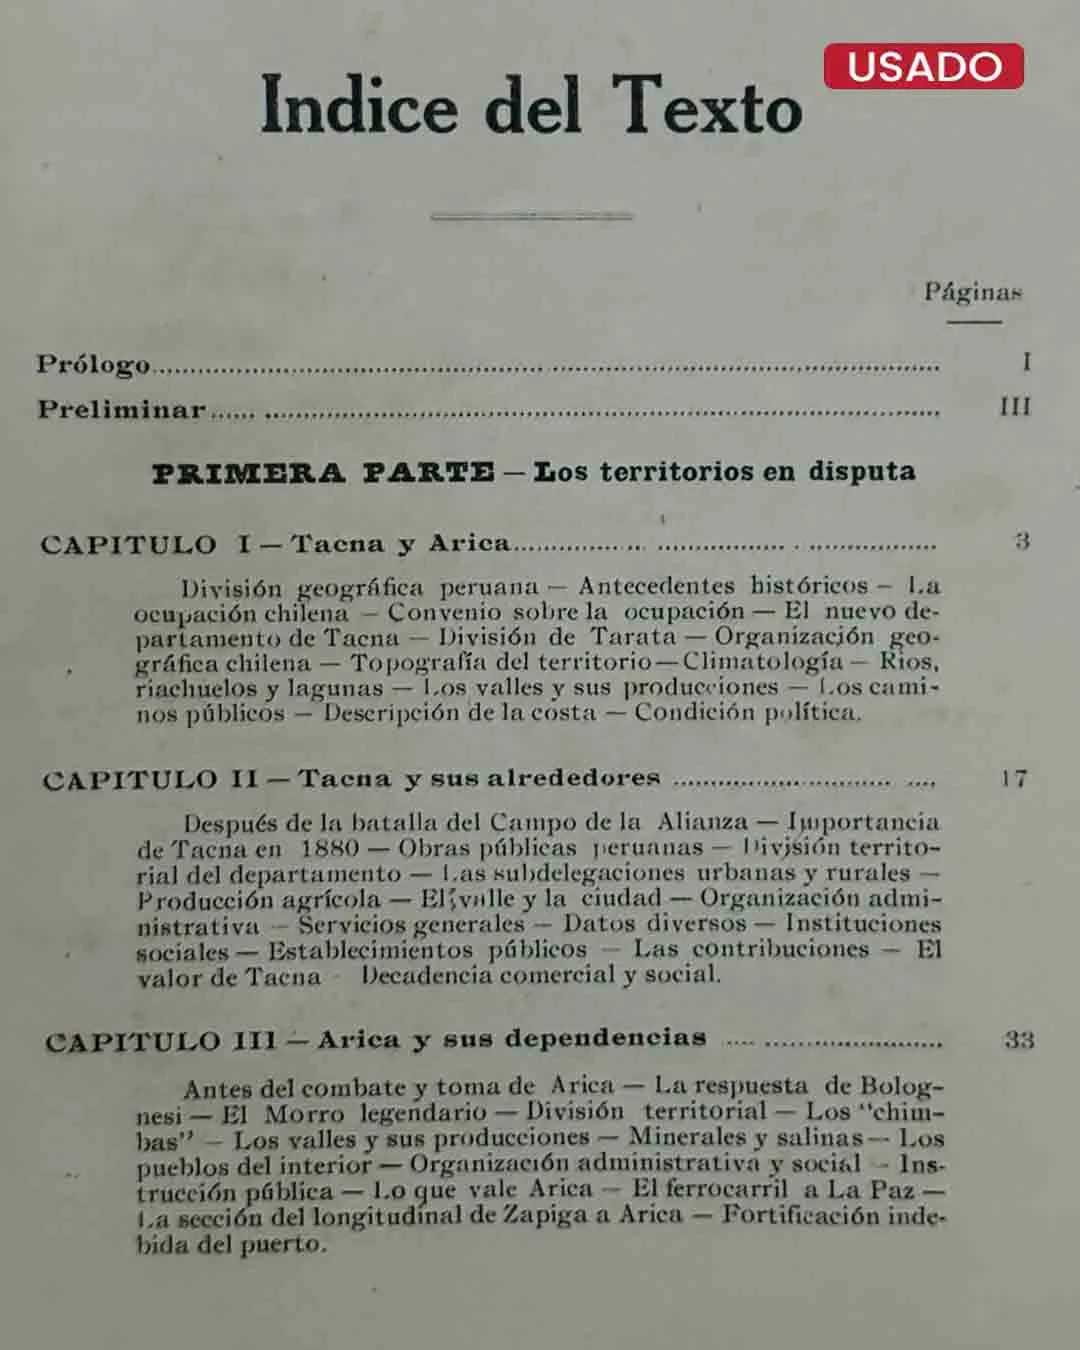 USADO
Indice del Texto
Páginas
Prólogo.......... I
Preliminar.......... III
PRIMERA PARTE — Los territorios en disputa
CAPITULO I — Tacna y Arica.......... 3
División geográfica peruana — Antecedentes históricos — La
ocupación chilena — Convenio sobre la ocupación — El nuevo de-
partamento de Tacna — División de Tarata — Organización geo-
gráfica chilena — Topografía del territorio — Climatología — Rios,
riachuelos y lagunas — Los valles y sus producciones — Los cami-
nos públicos — Descripción de la costa — Condición política.
CAPITULO II — Tacna y sus alrededores .......... 17
Después de la batalla del Campo de la Alianza — Importancia
de Tacna en 1880 — Obras públicas peruanas — División territo-
rial del departamento — Las subdelegaciones urbanas y rurales —
Producción agrícola — El valle y la ciudad — Organización admi-
nistrativa — Servicios generales — Datos diversos — Instituciones
sociales — Establecimientos públicos — Las contribuciones — El
valor de Tacna - Decadencia comercial y social.
CAPITULO III — Arica y sus dependencias .......... 33
Antes del combate y toma de Arica — La respuesta de Bolog-
nesi — El Morro legendario — División territorial — Los "chim-
bas" — Los valles y sus producciones — Minerales y salinas — Los
pueblos del interior — Organización administrativa y social - Ins-
trucción pública — Lo que vale Arica — El ferrocarril a La Paz —
La sección del longitudinal de Zapiga a Arica — Fortificación inde-
bida del puerto.